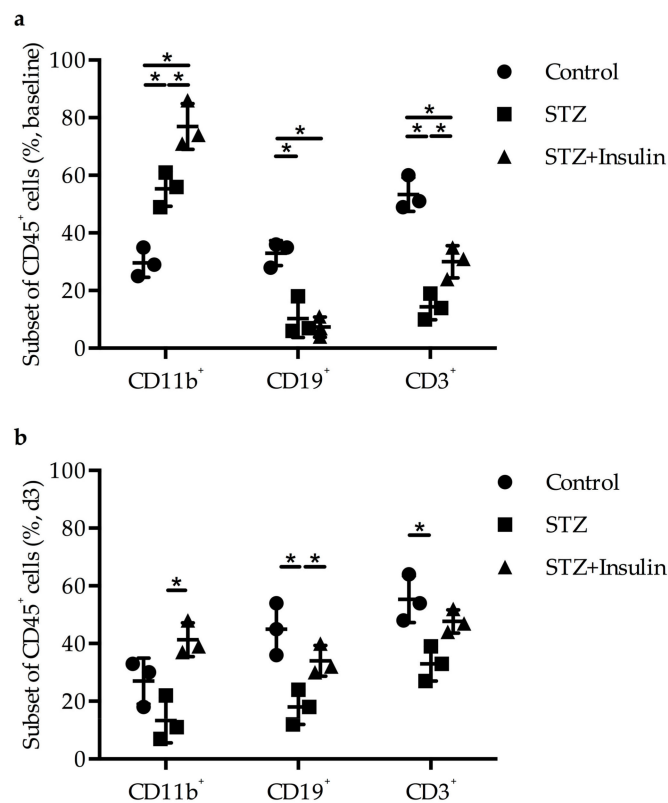 a
Subset of CD45⁺ cells (%, baseline)
100
80
60
40
20
0
* * *
* *
* * *
CD11b⁺ CD19⁺ CD3⁺
Control
STZ
STZ+Insulin
b
Subset of CD45⁺ cells (%, d3)
100
80
60
40
20
0
*
* *
*
CD11b⁺ CD19⁺ CD3⁺
Control
STZ
STZ+Insulin